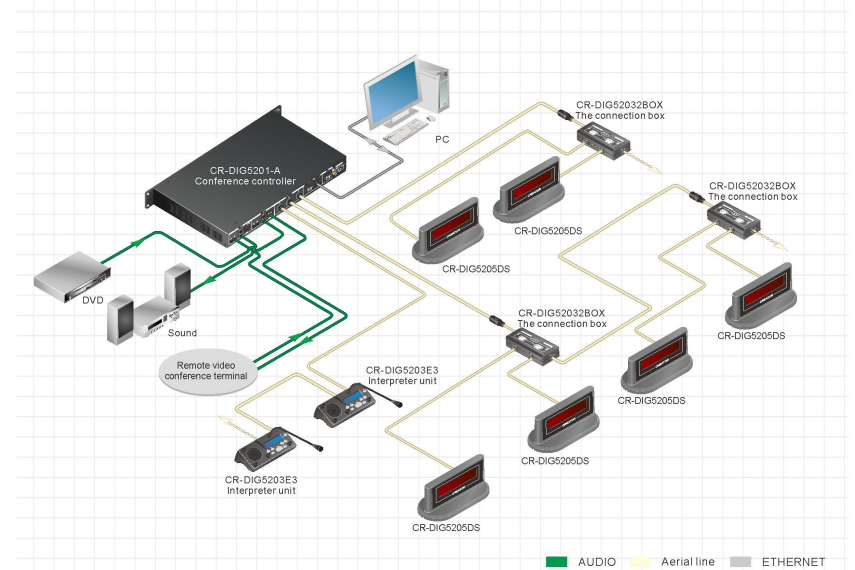 CR-DIG52032BOX
The connection box
PC
CR-DIG5201-A
Conference controller
CR-DIG52032BOX
The connection box
CR-DIG5205DS
CR-DIG5205DS
DVD
Sound
CR-DIG52032BOX
The connection box
CR-DIG5205DS
Remote video
conference terminal
CR-DIG5203E3
Interpreter unit
CR-DIG5205DS
CR-DIG5205DS
CR-DIG5203E3
Interpreter unit
CR-DIG5205DS
AUDIO
Aerial line
ETHERNET